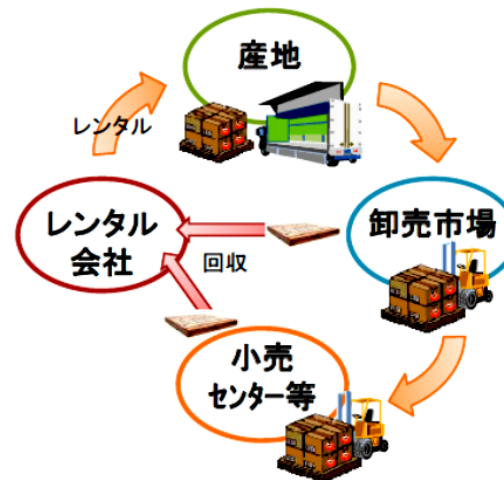 産地
レンタル
レンタル
会社
卸売市場
回収
小売
センター等